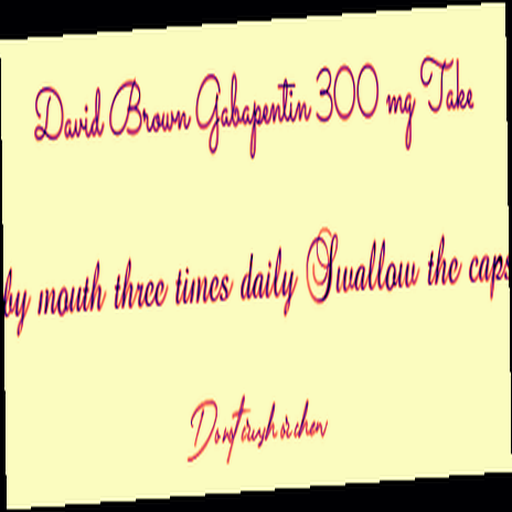 David Brown Gabapentin 300 mg Take
by mouth three times daily Swallow the caps
Don't crush or chew